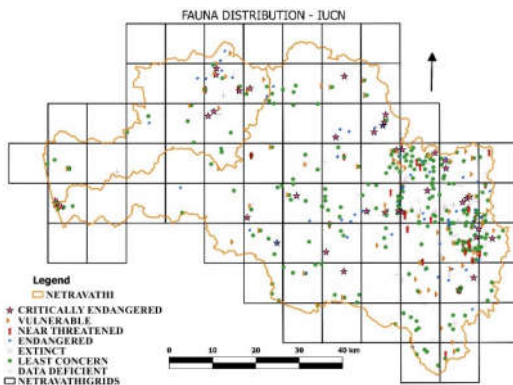 FAUNA DISTRIBUTION - IUCN
Legend
NETRAVATHI
CRITICALLY ENDANGERED
VULNERABLE
NEAR THREATENED
ENDANGERED
EXTINCT
LEAST CONCERN
DATA DEFICIENT
NETRAVATHIGRIDS
0 10 20 30 40 km